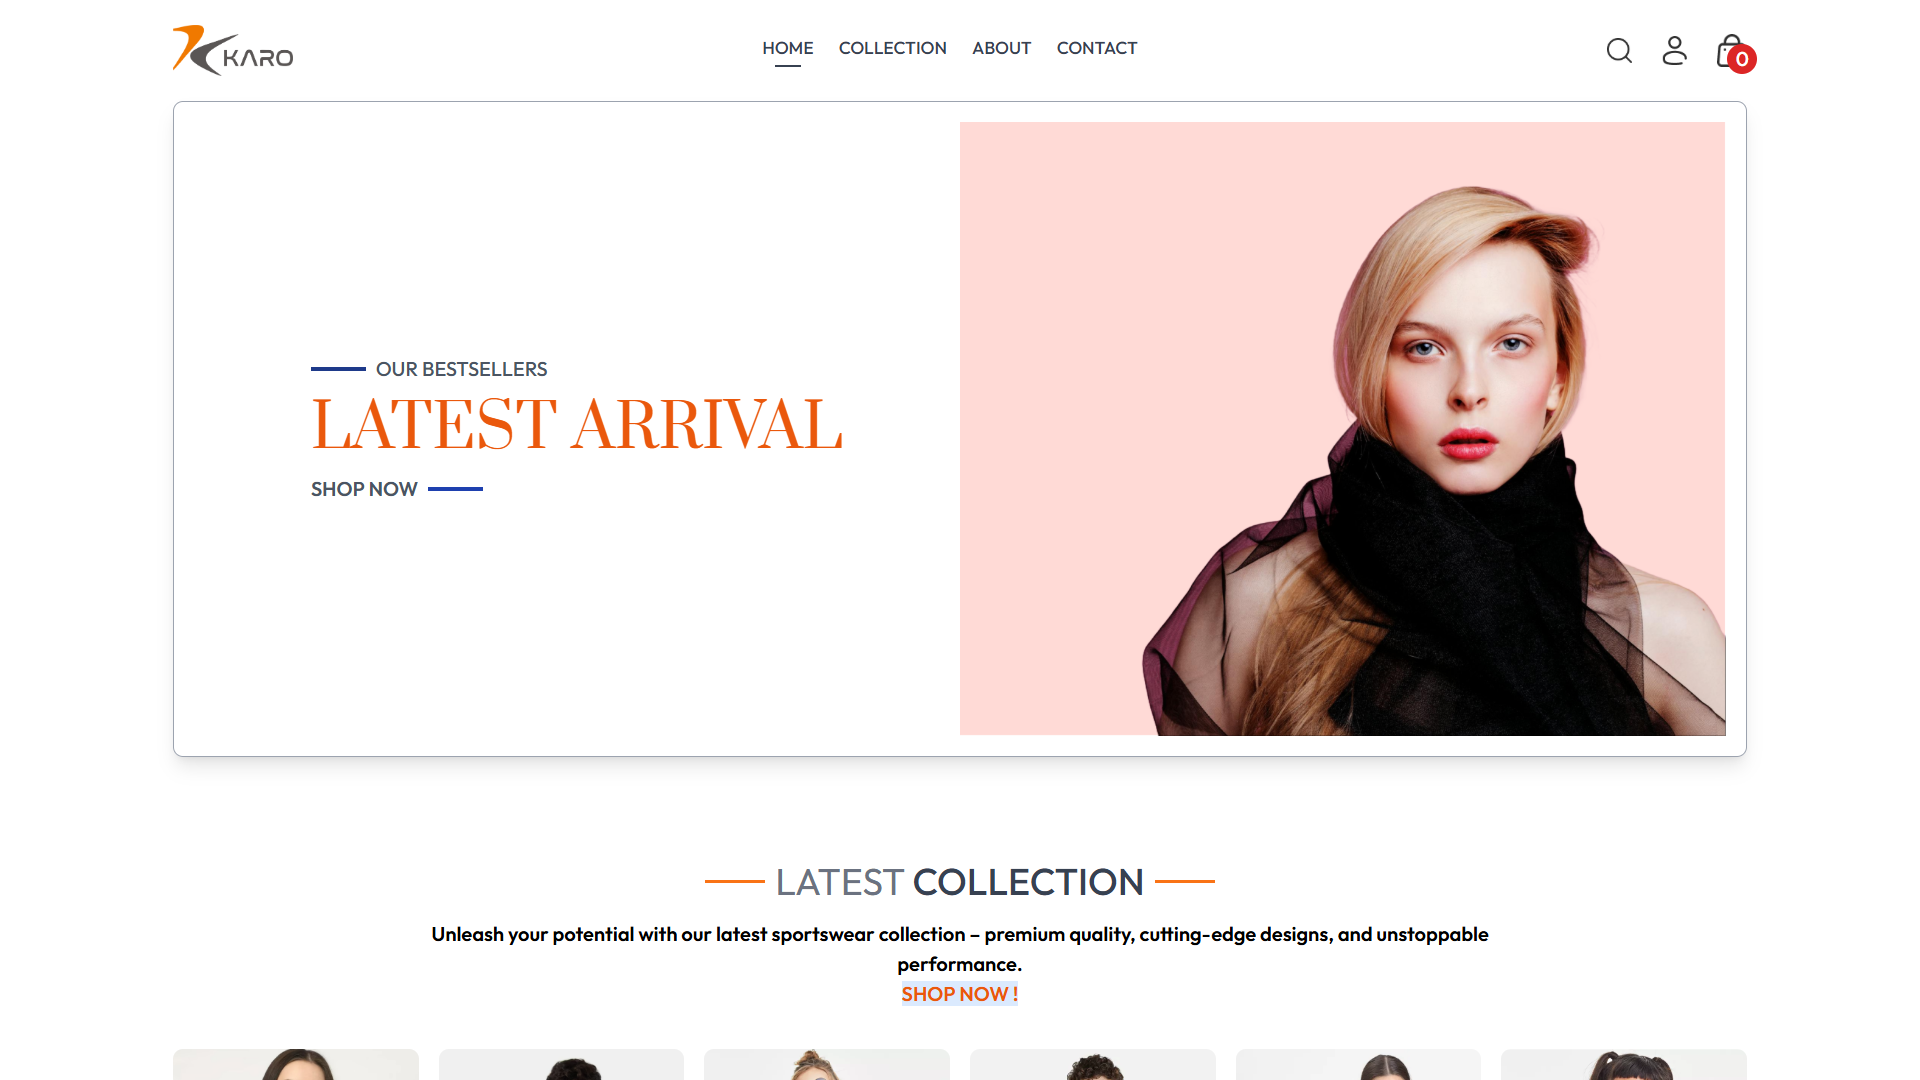 KARO
HOME COLLECTION ABOUT CONTACT
0
OUR BESTSELLERS
LATEST ARRIVAL
SHOP NOW
LATEST COLLECTION
Unleash your potential with our latest sportswear collection – premium quality, cutting-edge designs, and unstoppable
performance.
SHOP NOW !